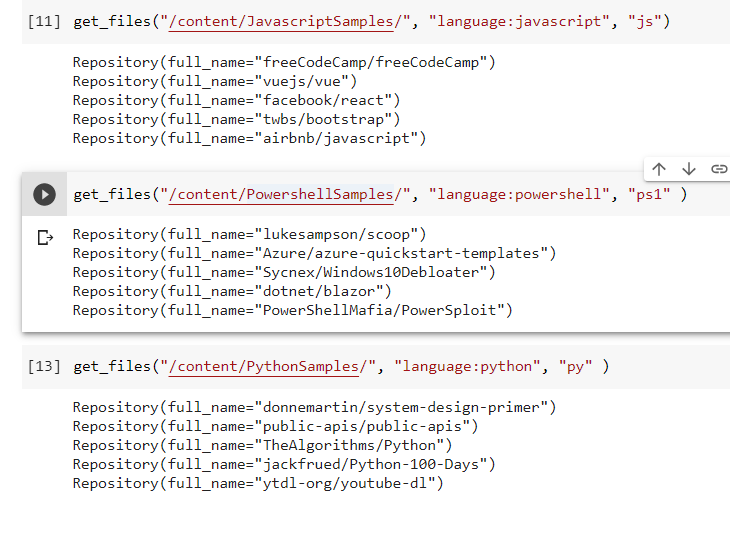 [11] get_files("/content/JavascriptSamples/", "language:javascript", "js")
Repository(full_name="freeCodeCamp/freeCodeCamp")
Repository(full_name="vuejs/vue")
Repository(full_name="facebook/react")
Repository(full_name="twbs/bootstrap")
Repository(full_name="airbnb/javascript")
get_files("/content/PowershellSamples/", "language:powershell", "ps1" )
Repository(full_name="lukesampson/scoop")
Repository(full_name="Azure/azure-quickstart-templates")
Repository(full_name="Sycnex/Windows10Debloater")
Repository(full_name="dotnet/blazor")
Repository(full_name="PowerShellMafia/PowerSploit")
[13] get_files("/content/PythonSamples/", "language:python", "py" )
Repository(full_name="donnemartin/system-design-primer")
Repository(full_name="public-apis/public-apis")
Repository(full_name="TheAlgorithms/Python")
Repository(full_name="jackfrued/Python-100-Days")
Repository(full_name="ytdl-org/youtube-dl")